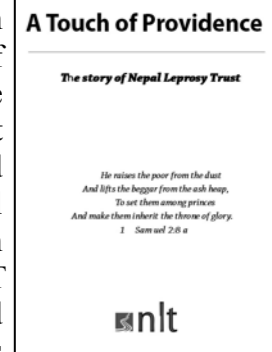 A Touch of Providence
The story of Nepal Leprosy Trust
He raises the poor from the dust
And lifts the beggar from the ash heap,
To set them among princes
And make them inherit the throne of glory.
1 Samuel 2:8 a
nlt